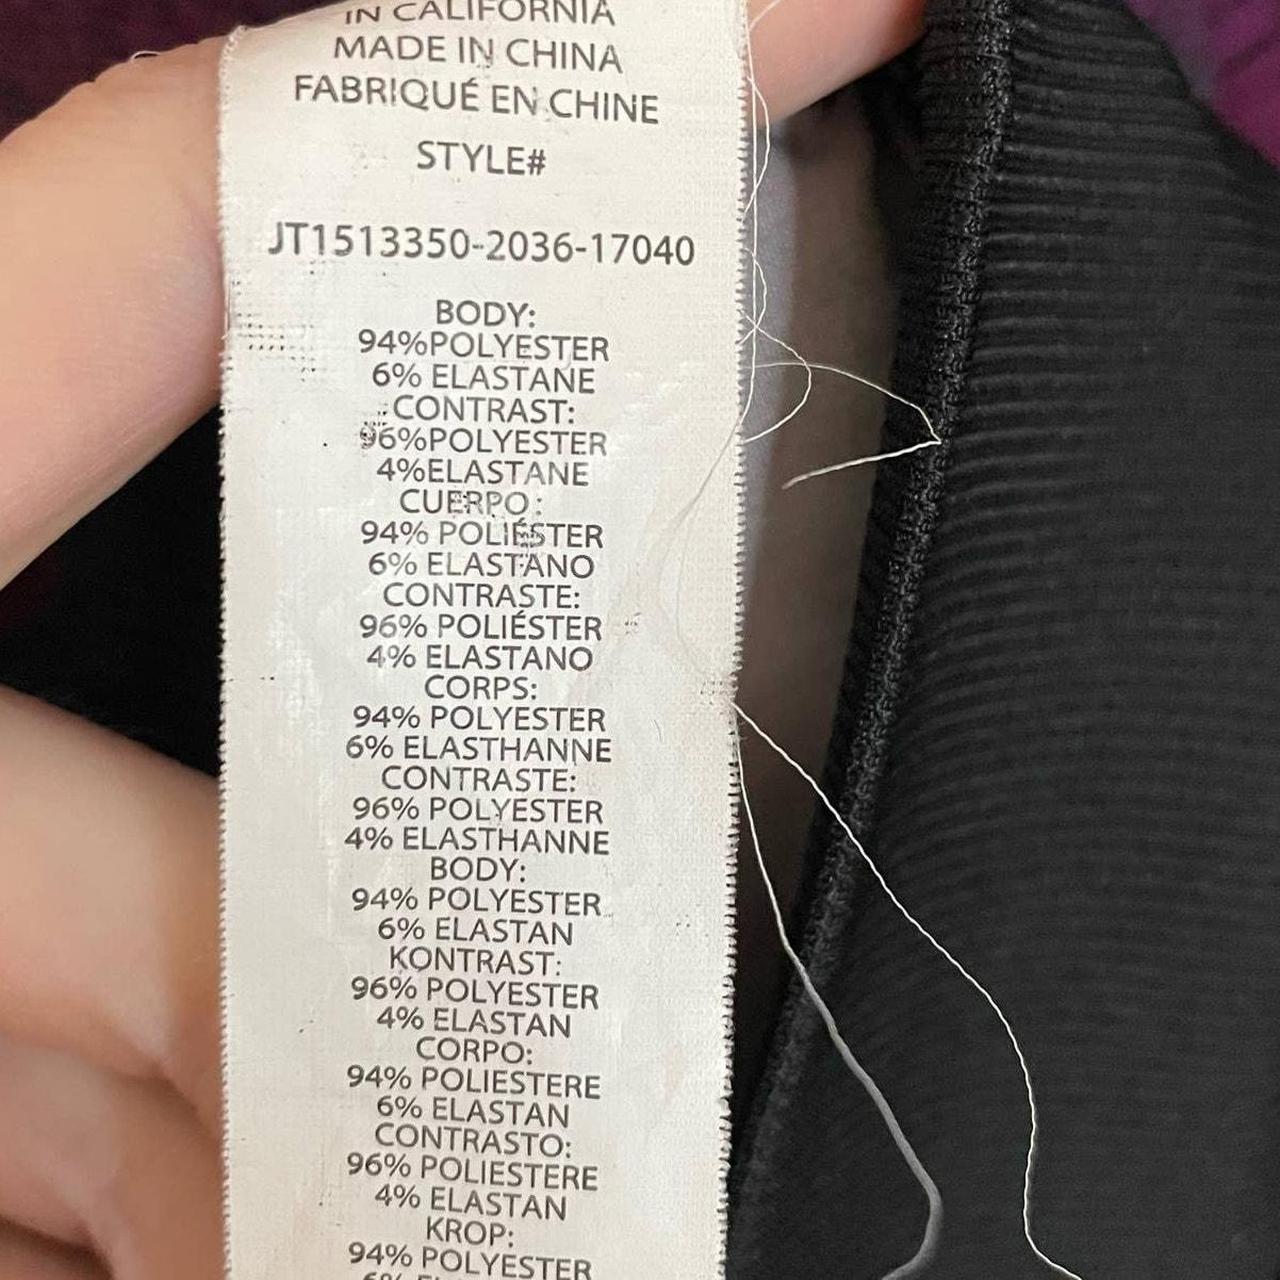 IN CALIFORNIA
MADE IN CHINA
FABRIQUÉ EN CHINE
STYLE#
JT1513350-2036-17040
BODY:
94%POLYESTER
6% ELASTANE
CONTRAST:
96%POLYESTER
4%ELASTANE
CUERPO:
94% POLIÉSTER
6% ELASTANO
CONTRASTE:
96% POLIÉSTER
4% ELASTANO
CORPS:
94% POLYESTER
6% ELASTHANNE
CONTRASTE:
96% POLYESTER
4% ELASTHANNE
BODY:
94% POLYESTER
6% ELASTAN
KONTRAST:
96% POLYESTER
4% ELASTAN
CORPO:
94% POLIESTERE
6% ELASTAN
CONTRASTO:
96% POLIESTERE
4% ELASTAN
KROP:
94% POLYESTER